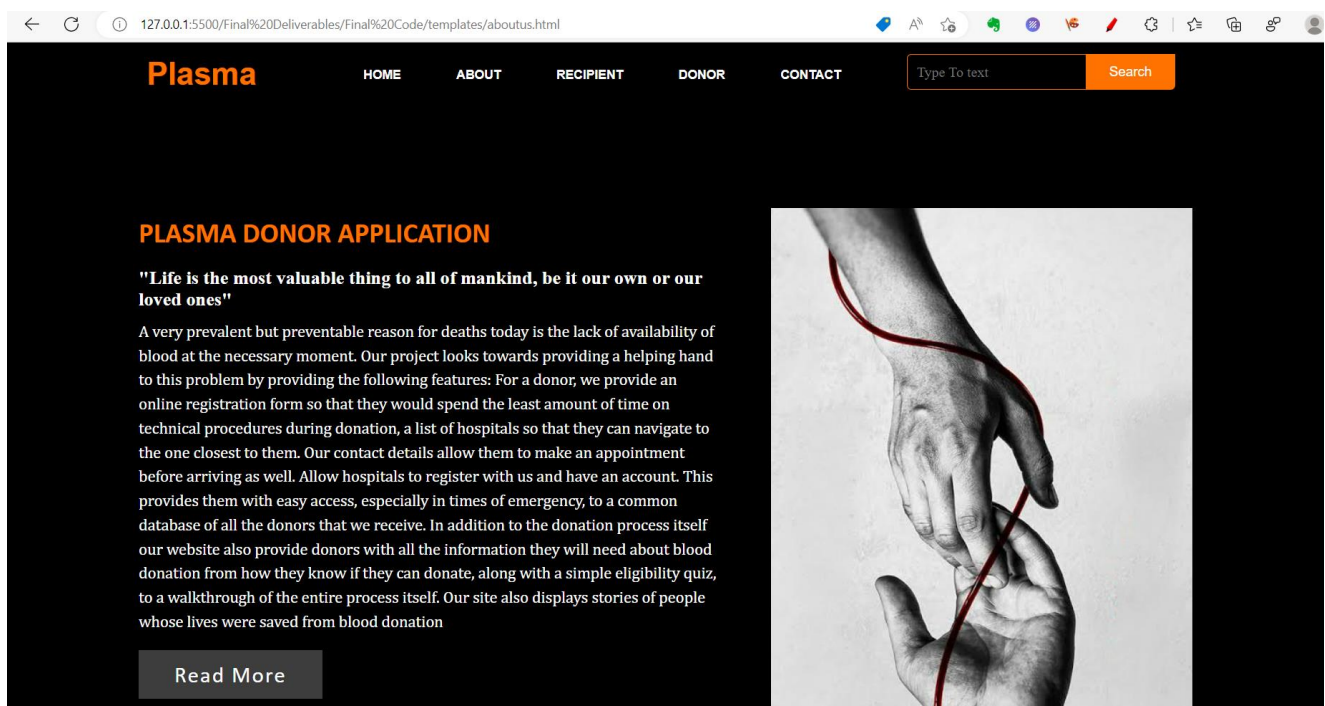 127.0.0.1:5500/Final%20Deliverables/Final%20Code/templates/aboutus.html
Plasma HOME ABOUT RECIPIENT DONOR CONTACT Type To text Search
PLASMA DONOR APPLICATION
"Life is the most valuable thing to all of mankind, be it our own or our
loved ones"
A very prevalent but preventable reason for deaths today is the lack of availability of
blood at the necessary moment. Our project looks towards providing a helping hand
to this problem by providing the following features: For a donor, we provide an
online registration form so that they would spend the least amount of time on
technical procedures during donation, a list of hospitals so that they can navigate to
the one closest to them. Our contact details allow them to make an appointment
before arriving as well. Allow hospitals to register with us and have an account. This
provides them with easy access, especially in times of emergency, to a common
database of all the donors that we receive. In addition to the donation process itself
our website also provide donors with all the information they will need about blood
donation from how they know if they can donate, along with a simple eligibility quiz,
to a walkthrough of the entire process itself. Our site also displays stories of people
whose lives were saved from blood donation
Read More